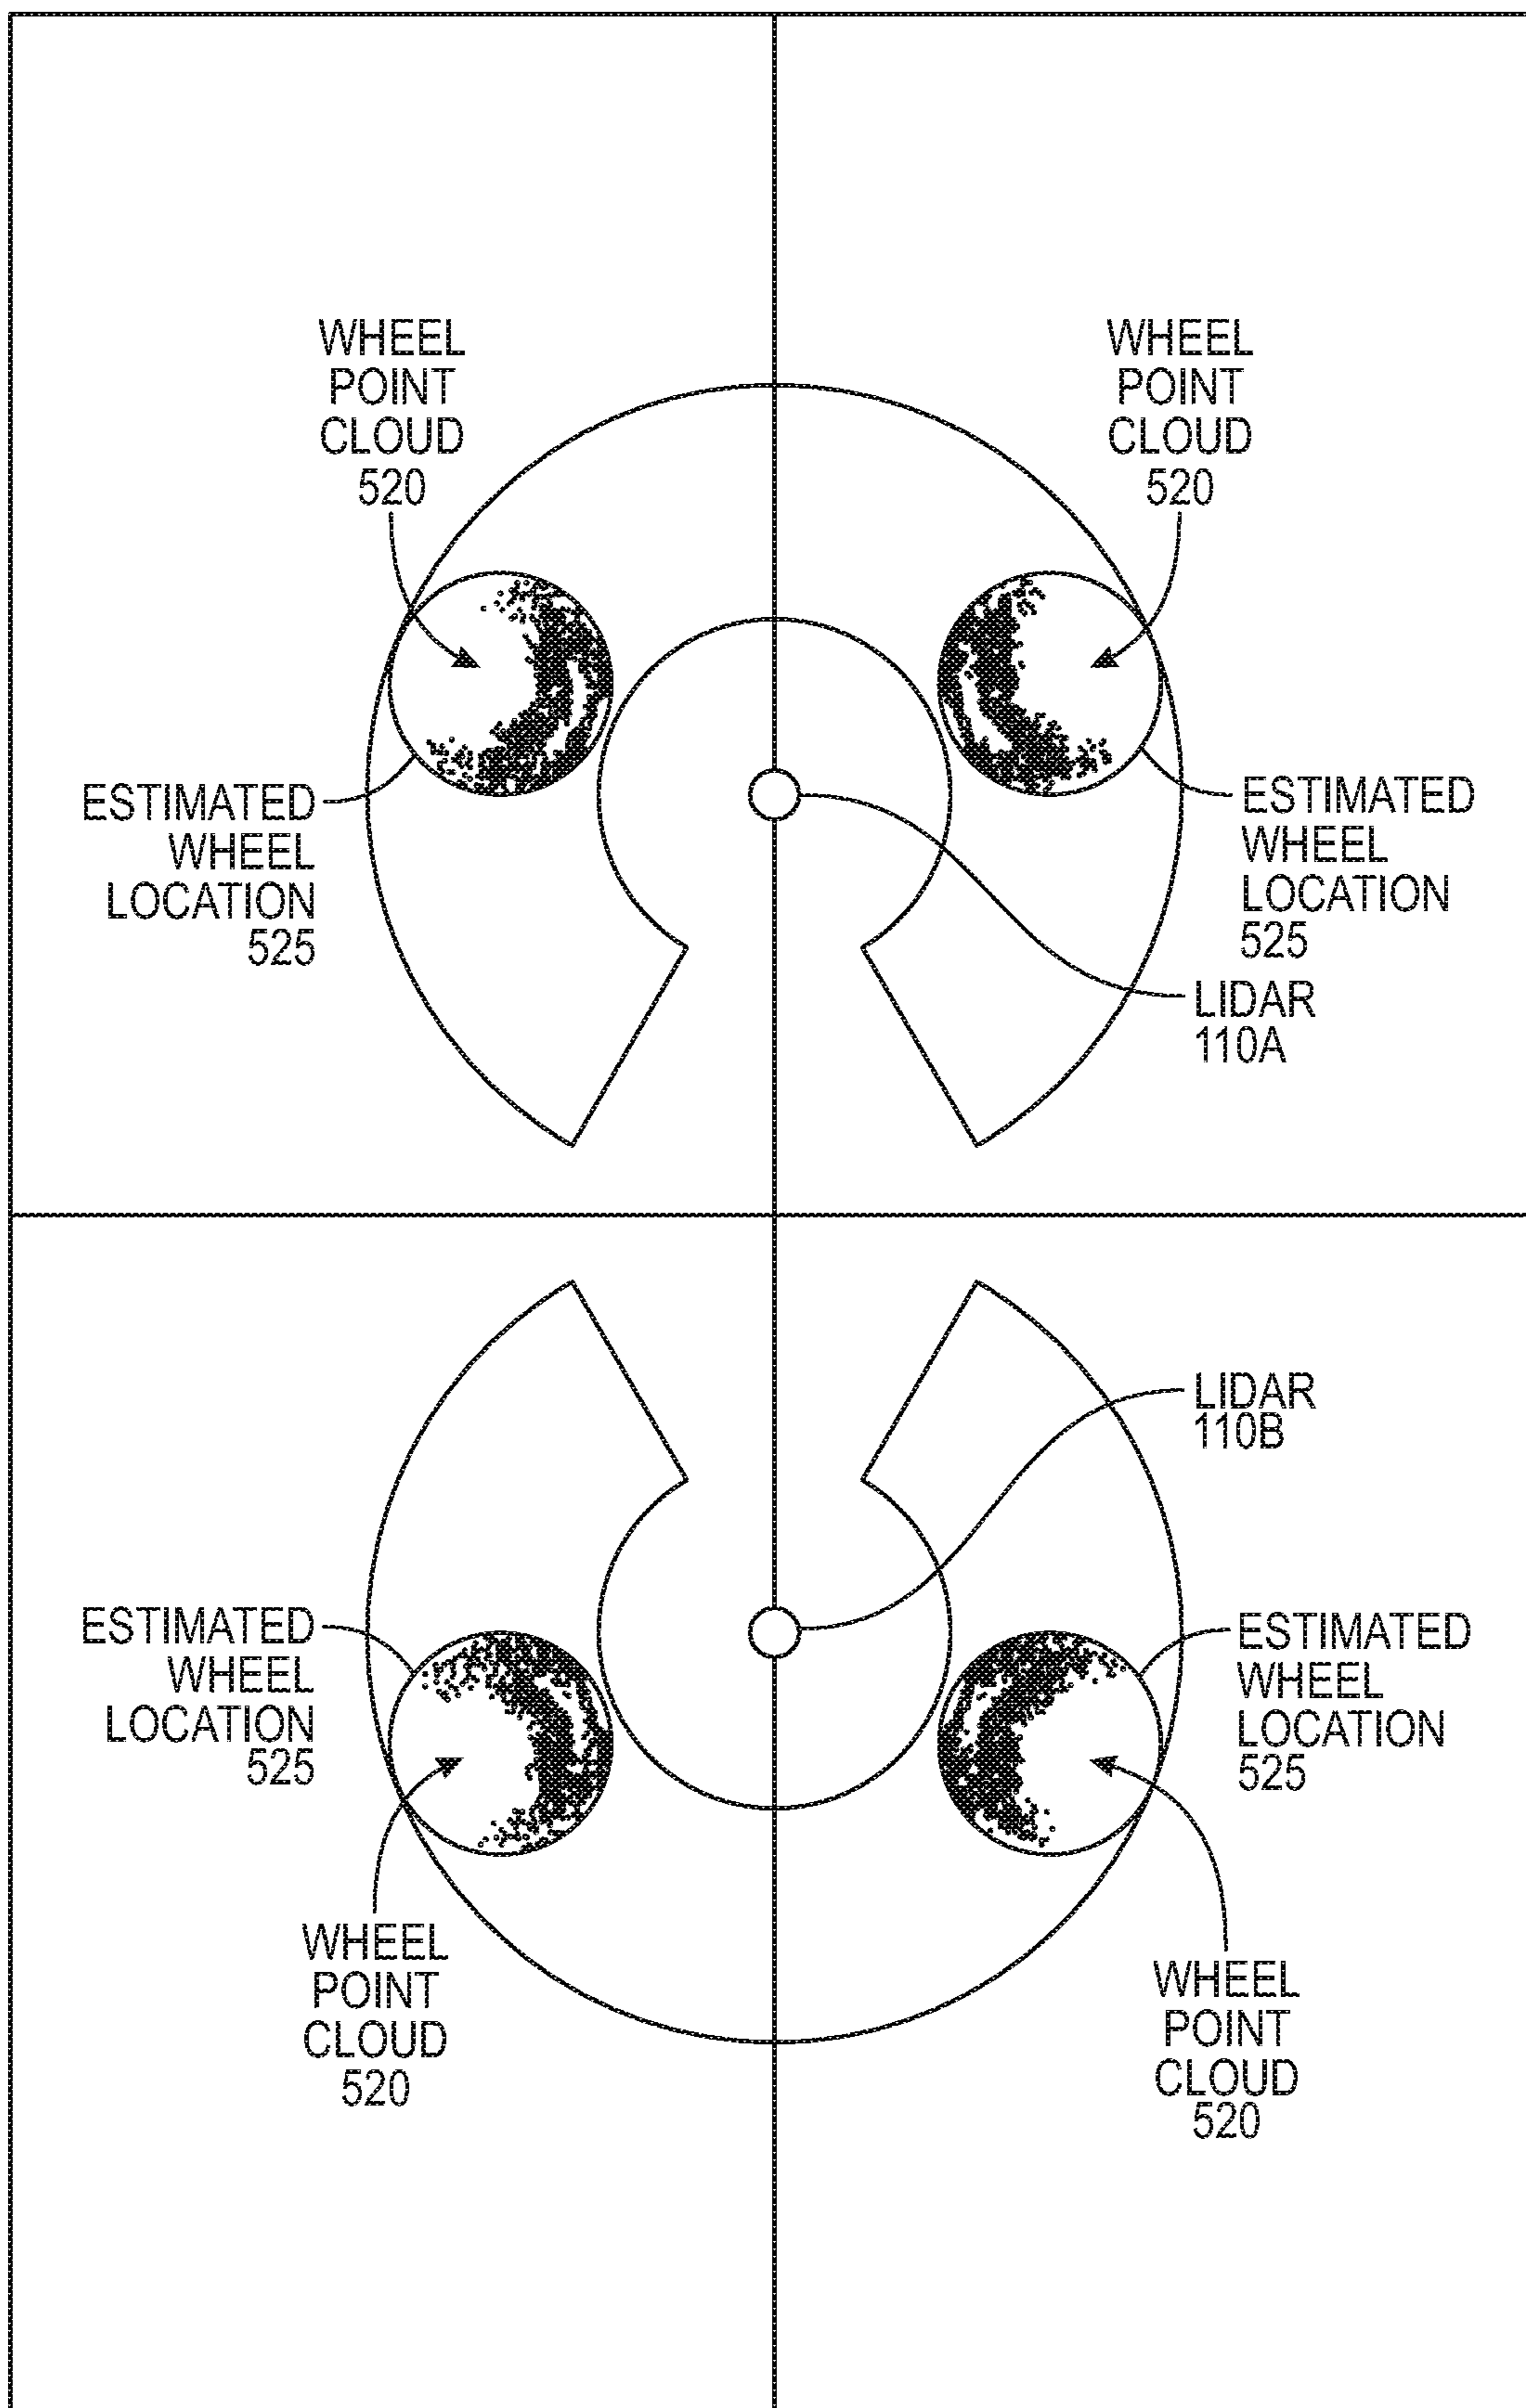 WHEEL
POINT
CLOUD
520
WHEEL
POINT
CLOUD
520
ESTIMATED
WHEEL
LOCATION
525
ESTIMATED
WHEEL
LOCATION
525
LIDAR
110A
LIDAR
110B
ESTIMATED
WHEEL
LOCATION
525
ESTIMATED
WHEEL
LOCATION
525
WHEEL
POINT
CLOUD
520
WHEEL
POINT
CLOUD
520